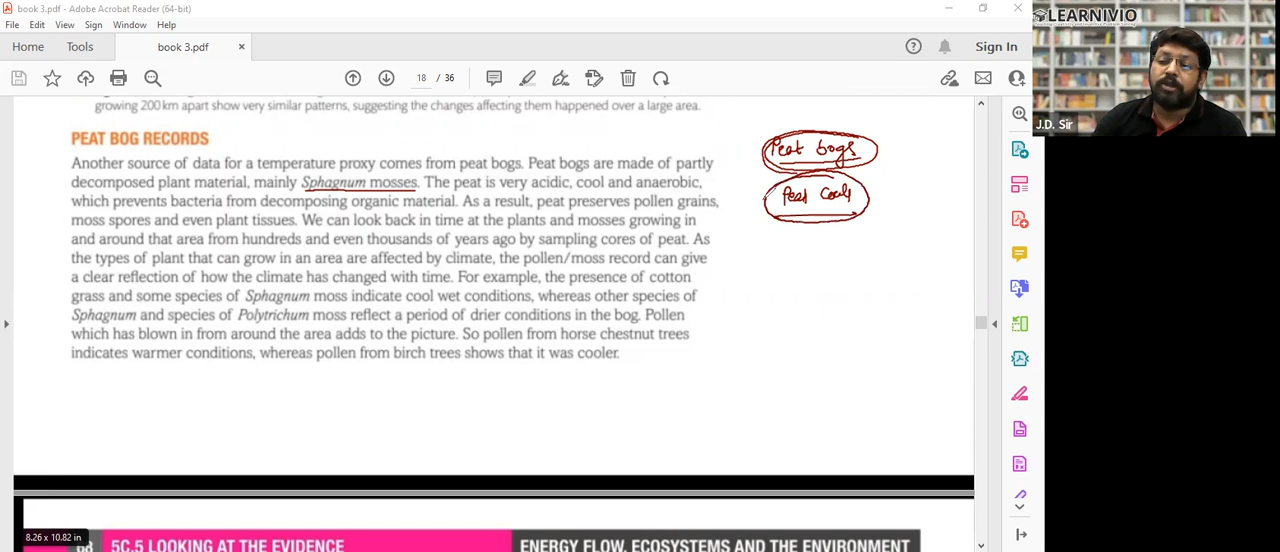 book 3.pdf - Adobe Acrobat Reader (64-bit)
File Edit View Sign Window Help
Home Tools book 3.pdf × Sign In
18 / 36
LEARNIVIO
J.D. Sir
growing 200 km apart show very similar patterns, suggesting the changes affecting them happened over a large area.
PEAT BOG RECORDS
Another source of data for a temperature proxy comes from peat bogs. Peat bogs are made of partly
decomposed plant material, mainly Sphagnum mosses. The peat is very acidic, cool and anaerobic,
which prevents bacteria from decomposing organic material. As a result, peat preserves pollen grains,
moss spores and even plant tissues. We can look back in time at the plants and mosses growing in
and around that area from hundreds and even thousands of years ago by sampling cores of peat. As
the types of plant that can grow in an area are affected by climate, the pollen/moss record can give
a clear reflection of how the climate has changed with time. For example, the presence of cotton
grass and some species of Sphagnum moss indicate cool wet conditions, whereas other species of
Sphagnum and species of Polytrichum moss reflect a period of drier conditions in the bog. Pollen
which has blown in from around the area adds to the picture. So pollen from horse chestnut trees
indicates warmer conditions, whereas pollen from birch trees shows that it was cooler.
Peat bogs
Peat Coals
8.26 x 10.82 in
68 5C.5 LOOKING AT THE EVIDENCE ENERGY FLOW, ECOSYSTEMS AND THE ENVIRONMENT